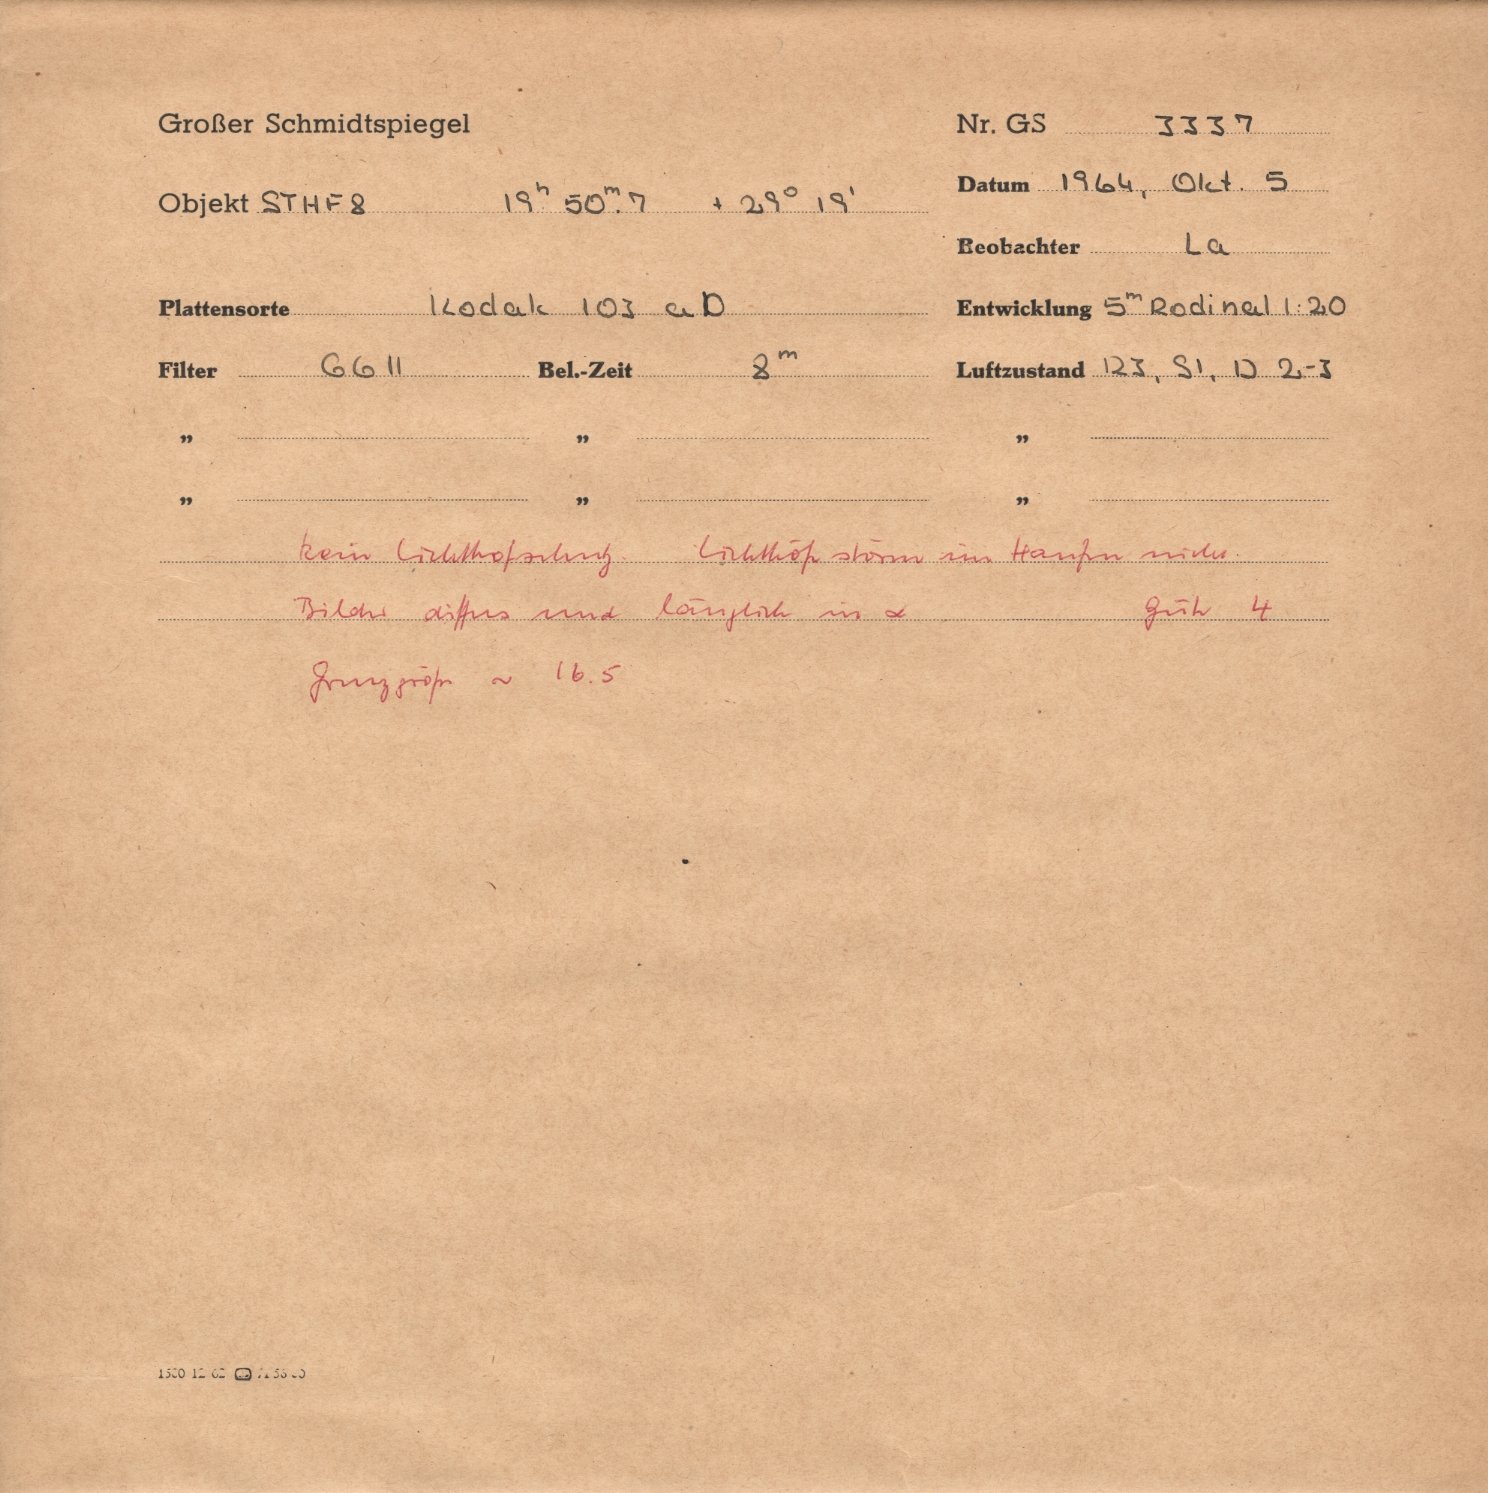 Großer Schmidtspiegel
Nr. GS 3337
Datum 1964, Okt. 5
Objekt STHF8 19ʰ 50ᵐ.7 + 29° 19'
Beobachter La
Plattensorte Kodak 103 aD
Entwicklung 5ᵐ Rodinal 1:20
Filter GG11 Bel.-Zeit 8ᵐ Luftzustand D3, S1, D 2-3
" " "
" " "
kein Lichthofschutz. Lichthöfe stören im Haufen nicht.
Bilder diffus und länglich in α Güte 4
Grenzgröße ~ 16.5